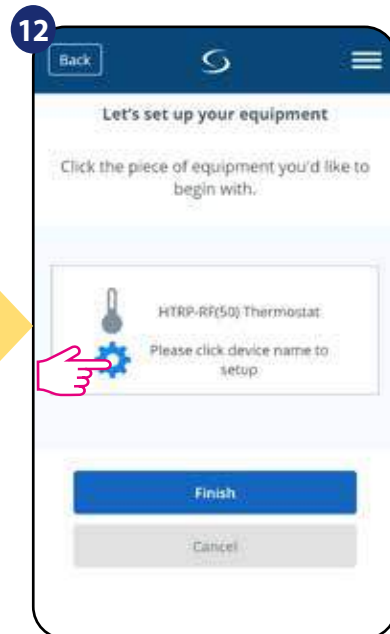 12
Back
Let's set up your equipment
Click the piece of equipment you'd like to
begin with.
HTRP-RF(50) Thermostat
Please click device name to
setup
Finish
Cancel